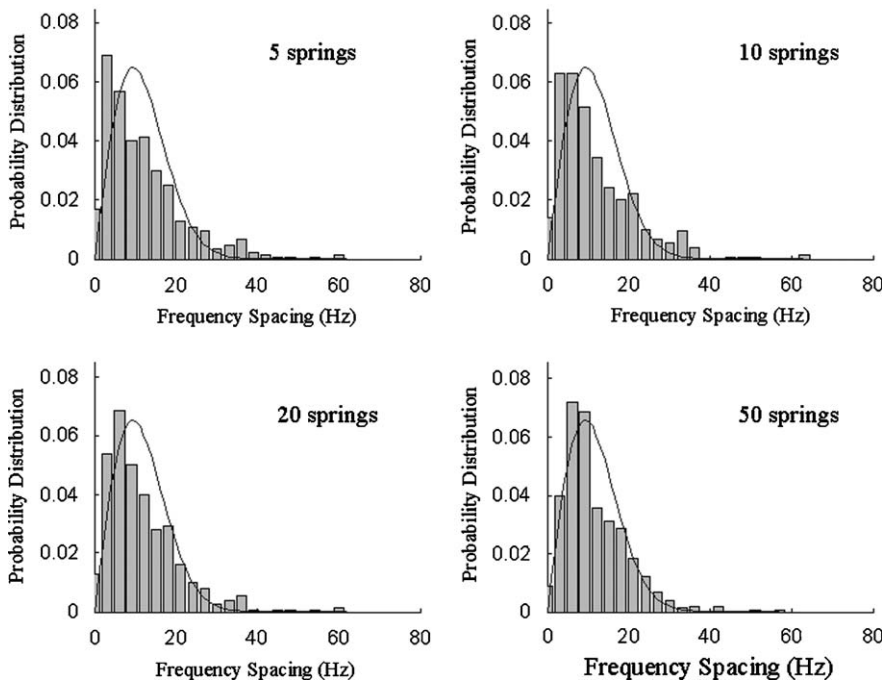 0.08
0.06
0.04
0.02
0
Probability Distribution
5 springs
0 20 40 60 80
Frequency Spacing (Hz)
0.08
0.06
0.04
0.02
0
Probability Distribution
10 springs
0 20 40 60 80
Frequency Spacing (Hz)
0.08
0.06
0.04
0.02
0
Probability Distribution
20 springs
0 20 40 60 80
Frequency Spacing (Hz)
0.08
0.06
0.04
0.02
0
Probability Distribution
50 springs
0 20 40 60 80
Frequency Spacing (Hz)